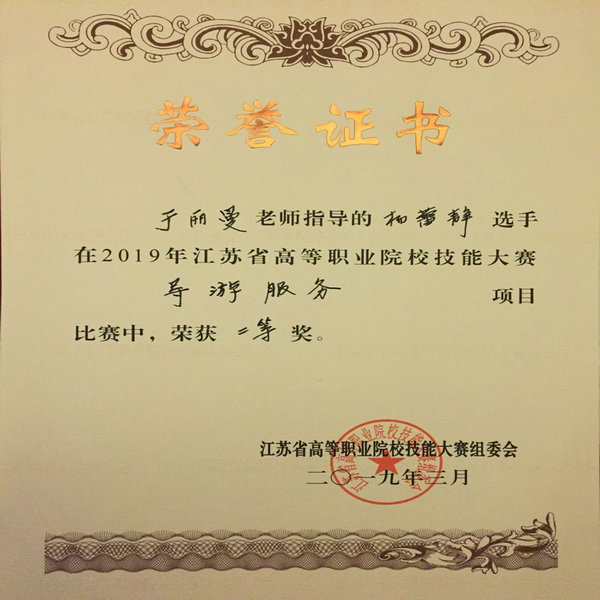 荣誉证书
于丽曼老师指导的杨蕾静选手
在2019年江苏省高等职业院校技能大赛
导游服务 项目
比赛中，荣获 二等 奖。
江苏省高等职业院校技能大赛组委会
二〇一九年三月